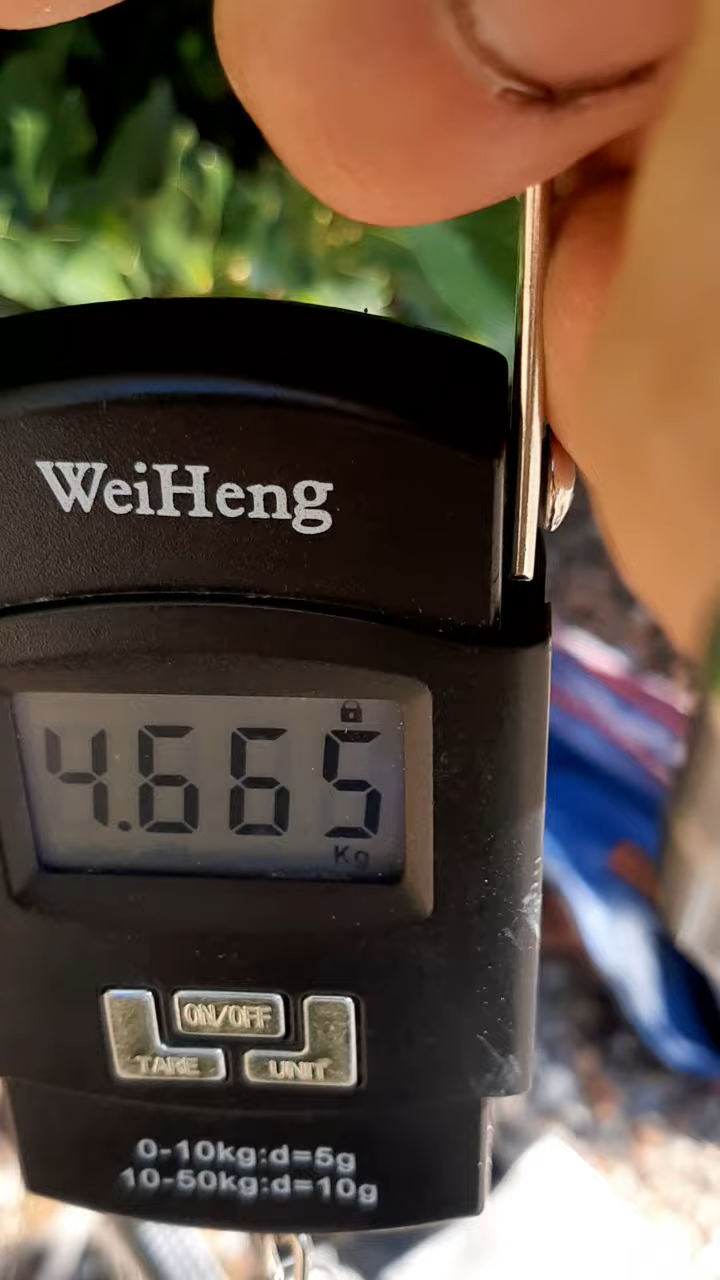 WeiHeng
4.665
Kg
ON/OFF
TARE UNIT
0-10kg:d=5g
10-50kg:d=10g